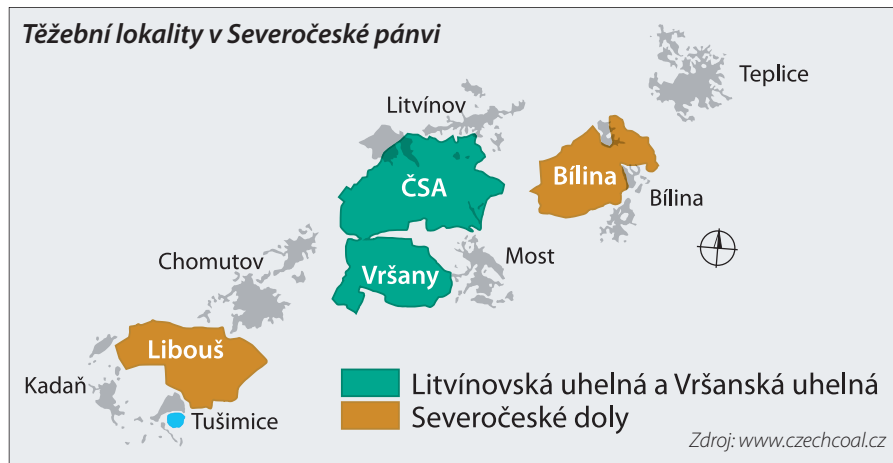 Těžební lokality v Severočeské pánvi
Teplice
Litvínov
Bílina
ČSA
Bílina
Most
Chomutov
Vršany
Libouš
Kadaň
Tušimice
Litvínovská uhelná a Vršanská uhelná
Severočeské doly
Zdroj: www.czechcoal.cz